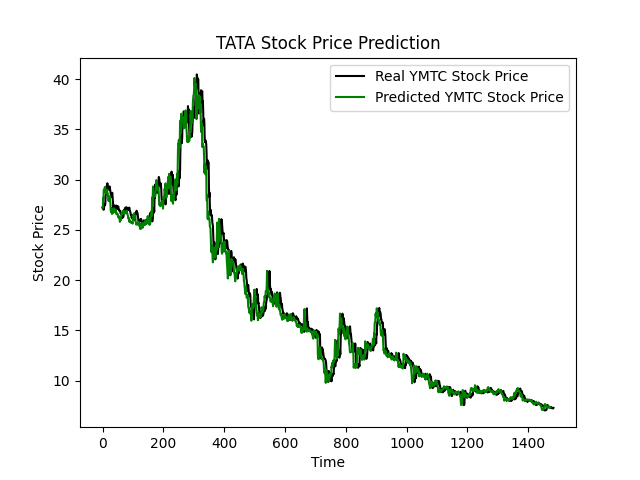 TATA Stock Price Prediction
Real YMTC Stock Price
Predicted YMTC Stock Price
Stock Price
40
35
30
25
20
15
10
0 200 400 600 800 1000 1200 1400
Time